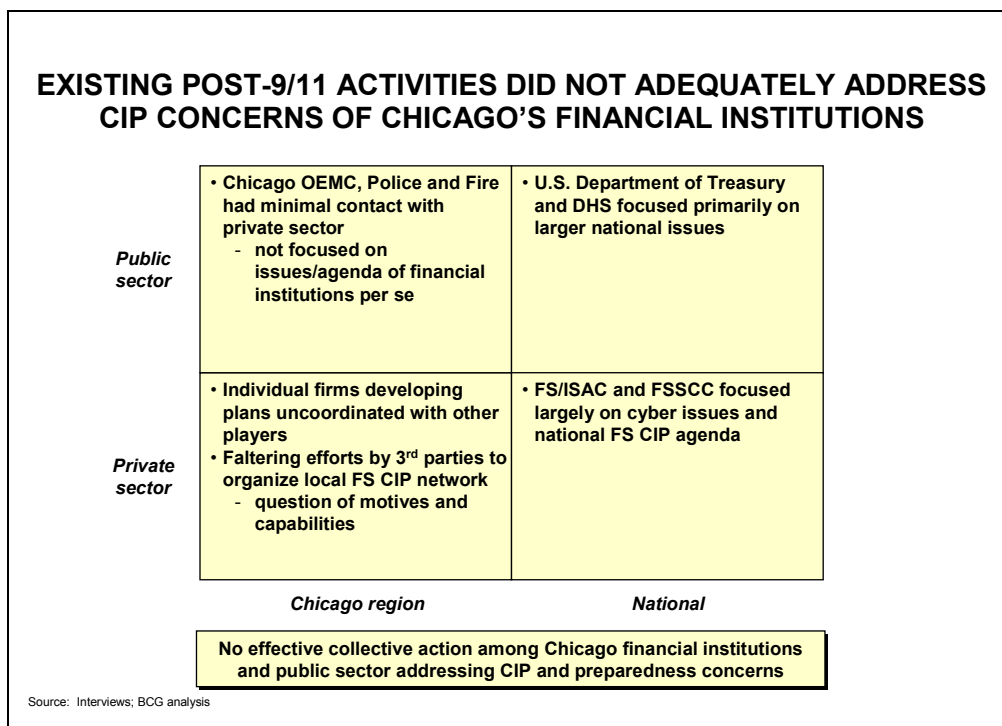 EXISTING POST-9/11 ACTIVITIES DID NOT ADEQUATELY ADDRESS
CIP CONCERNS OF CHICAGO'S FINANCIAL INSTITUTIONS
Public
sector
• Chicago OEMC, Police and Fire
had minimal contact with
private sector
- not focused on
issues/agenda of financial
institutions per se
• U.S. Department of Treasury
and DHS focused primarily on
larger national issues
Private
sector
• Individual firms developing
plans uncoordinated with other
players
• Faltering efforts by 3rd parties to
organize local FS CIP network
- question of motives and
capabilities
• FS/ISAC and FSSCC focused
largely on cyber issues and
national FS CIP agenda
Chicago region
National
No effective collective action among Chicago financial institutions
and public sector addressing CIP and preparedness concerns
Source: Interviews; BCG analysis